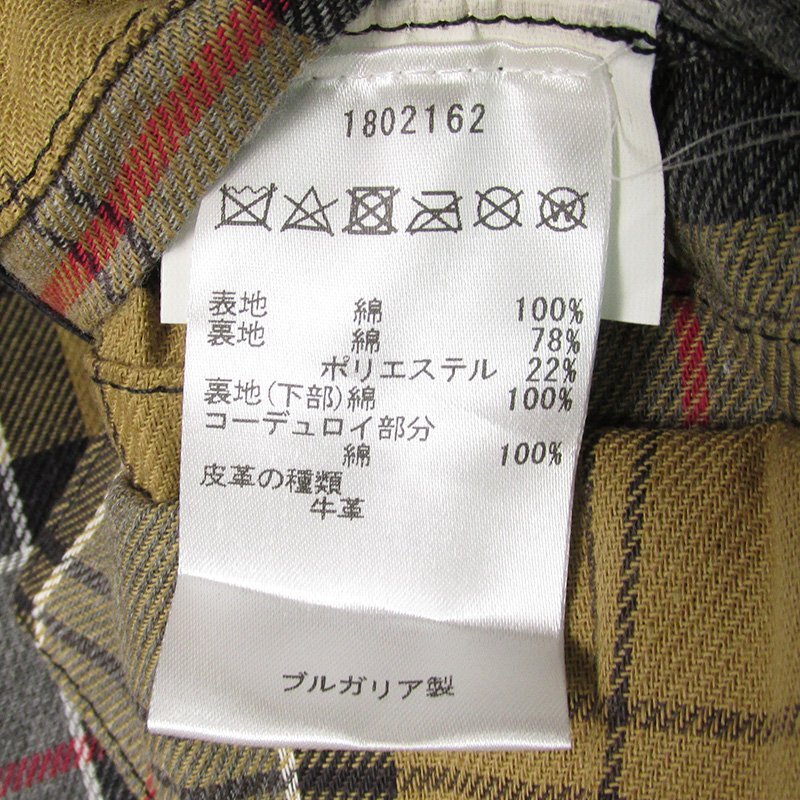 1802162
表地 綿 100%
裏地 綿 78%
ポリエステル 22%
裏地(下部)綿 100%
コーデュロイ部分
綿 100%
皮革の種類
牛革
ブルガリア製